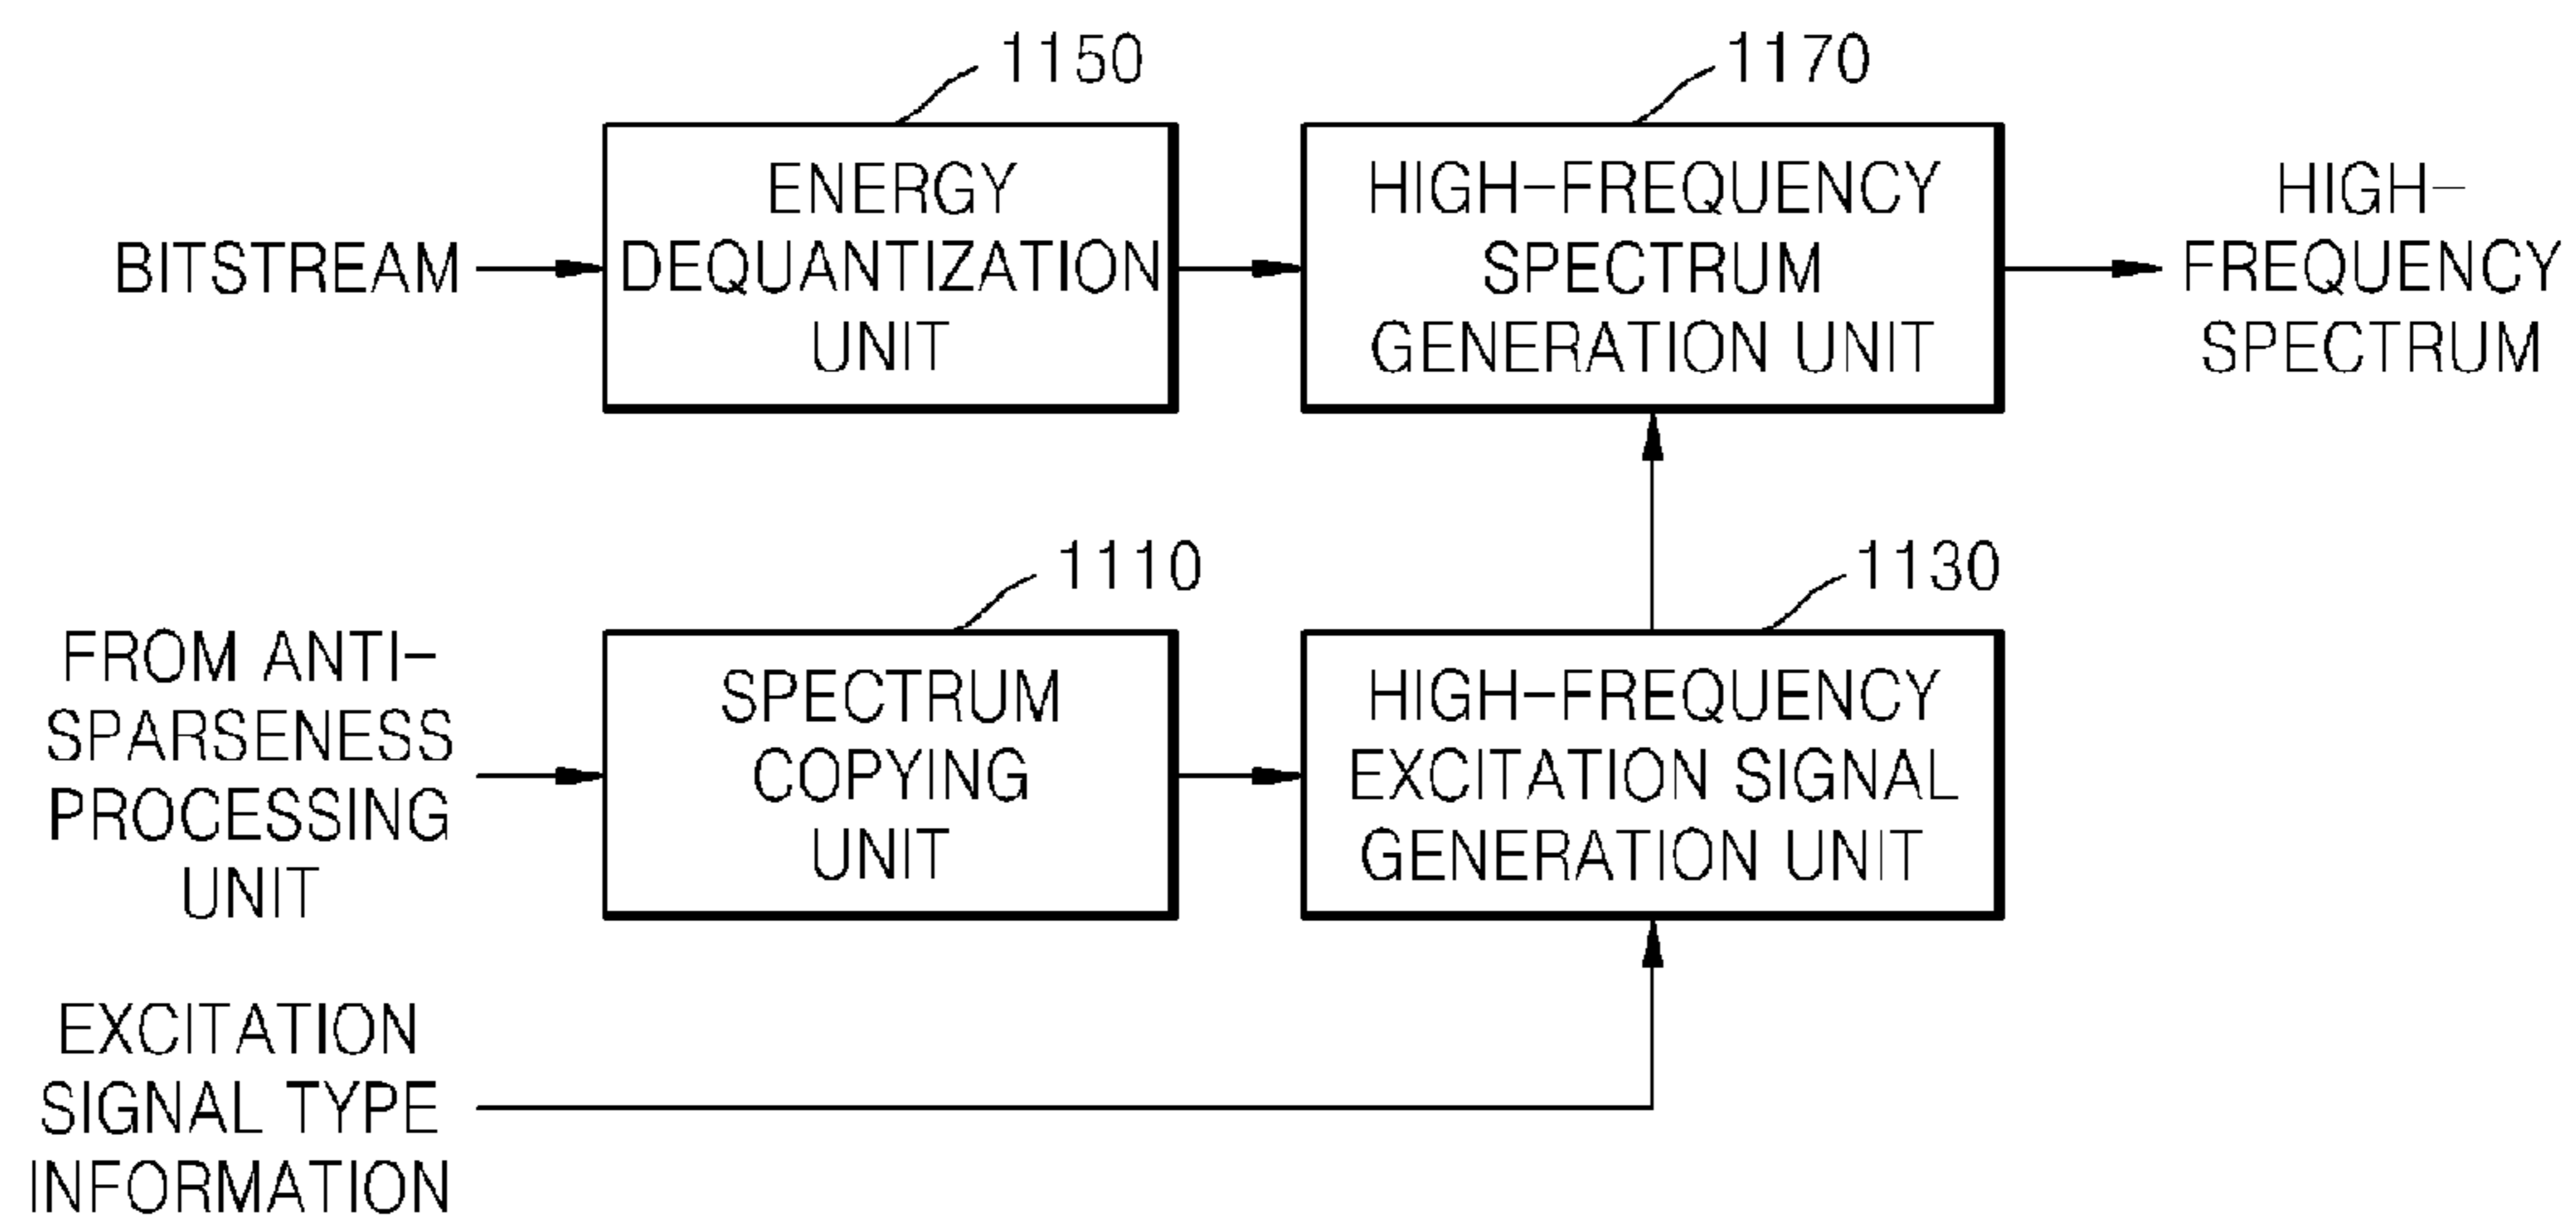 1150
1170
BITSTREAM
ENERGY
DEQUANTIZATION
UNIT
HIGH-FREQUENCY
SPECTRUM
GENERATION UNIT
HIGH-
FREQUENCY
SPECTRUM
1110
1130
FROM ANTI-
SPARSENESS
PROCESSING
UNIT
SPECTRUM
COPYING
UNIT
HIGH-FREQUENCY
EXCITATION SIGNAL
GENERATION UNIT
EXCITATION
SIGNAL TYPE
INFORMATION